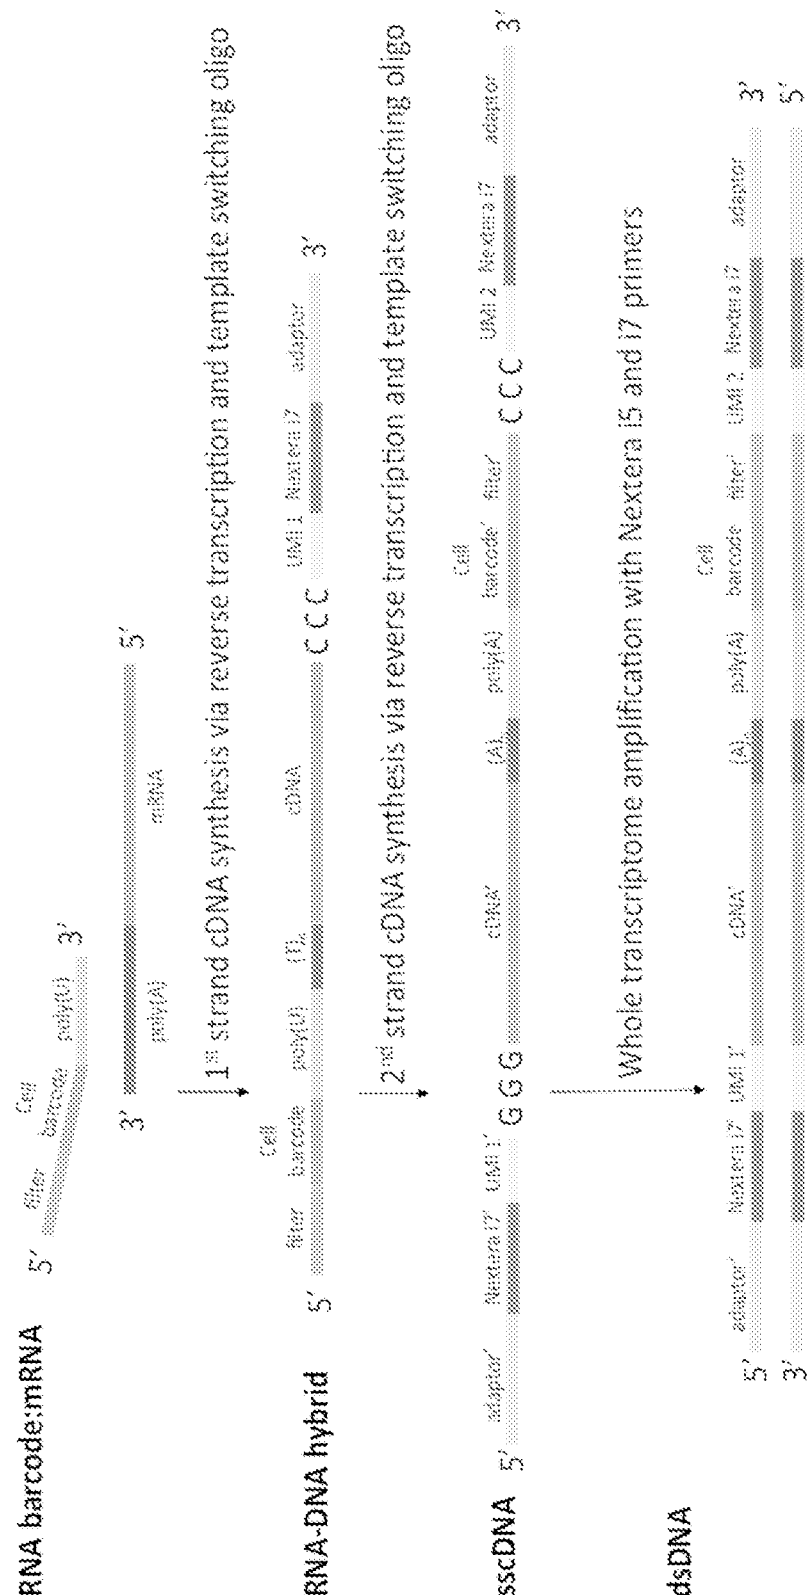 RNA barcode:mRNA
5′ filter Cell barcode poly(U) 3′
3′ poly(A) mRNA 5′
1st strand cDNA synthesis via reverse transcription and template switching oligo
RNA-DNA hybrid
Cell
filter barcode poly(U) (T)ₙ cDNA UMI 1 Nextera i7 adaptor
5′ C C C 3′
2nd strand cDNA synthesis via reverse transcription and template switching oligo
sscDNA
Cell
adaptor′ Nextera i7′ UMI 1′ cDNA′ (A)ₙ poly(A) barcode′ filter′ UMI 2 Nextera i7 adaptor
5′ G G G C C C 3′
Whole transcriptome amplification with Nextera i5 and i7 primers
dsDNA
Cell
adaptor′ Nextera i7′ UMI 1′ cDNA′ (A)ₙ poly(A) barcode filter′ UMI 2 Nextera i7 adaptor
5′ 3′
3′ 5′